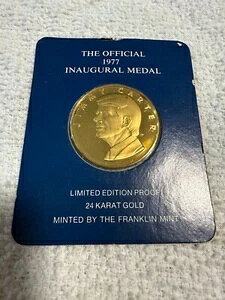 THE OFFICIAL
1977
INAUGURAL MEDAL
JIMMY CARTER
LIMITED EDITION PROOF
24 KARAT GOLD
MINTED BY THE FRANKLIN MINT